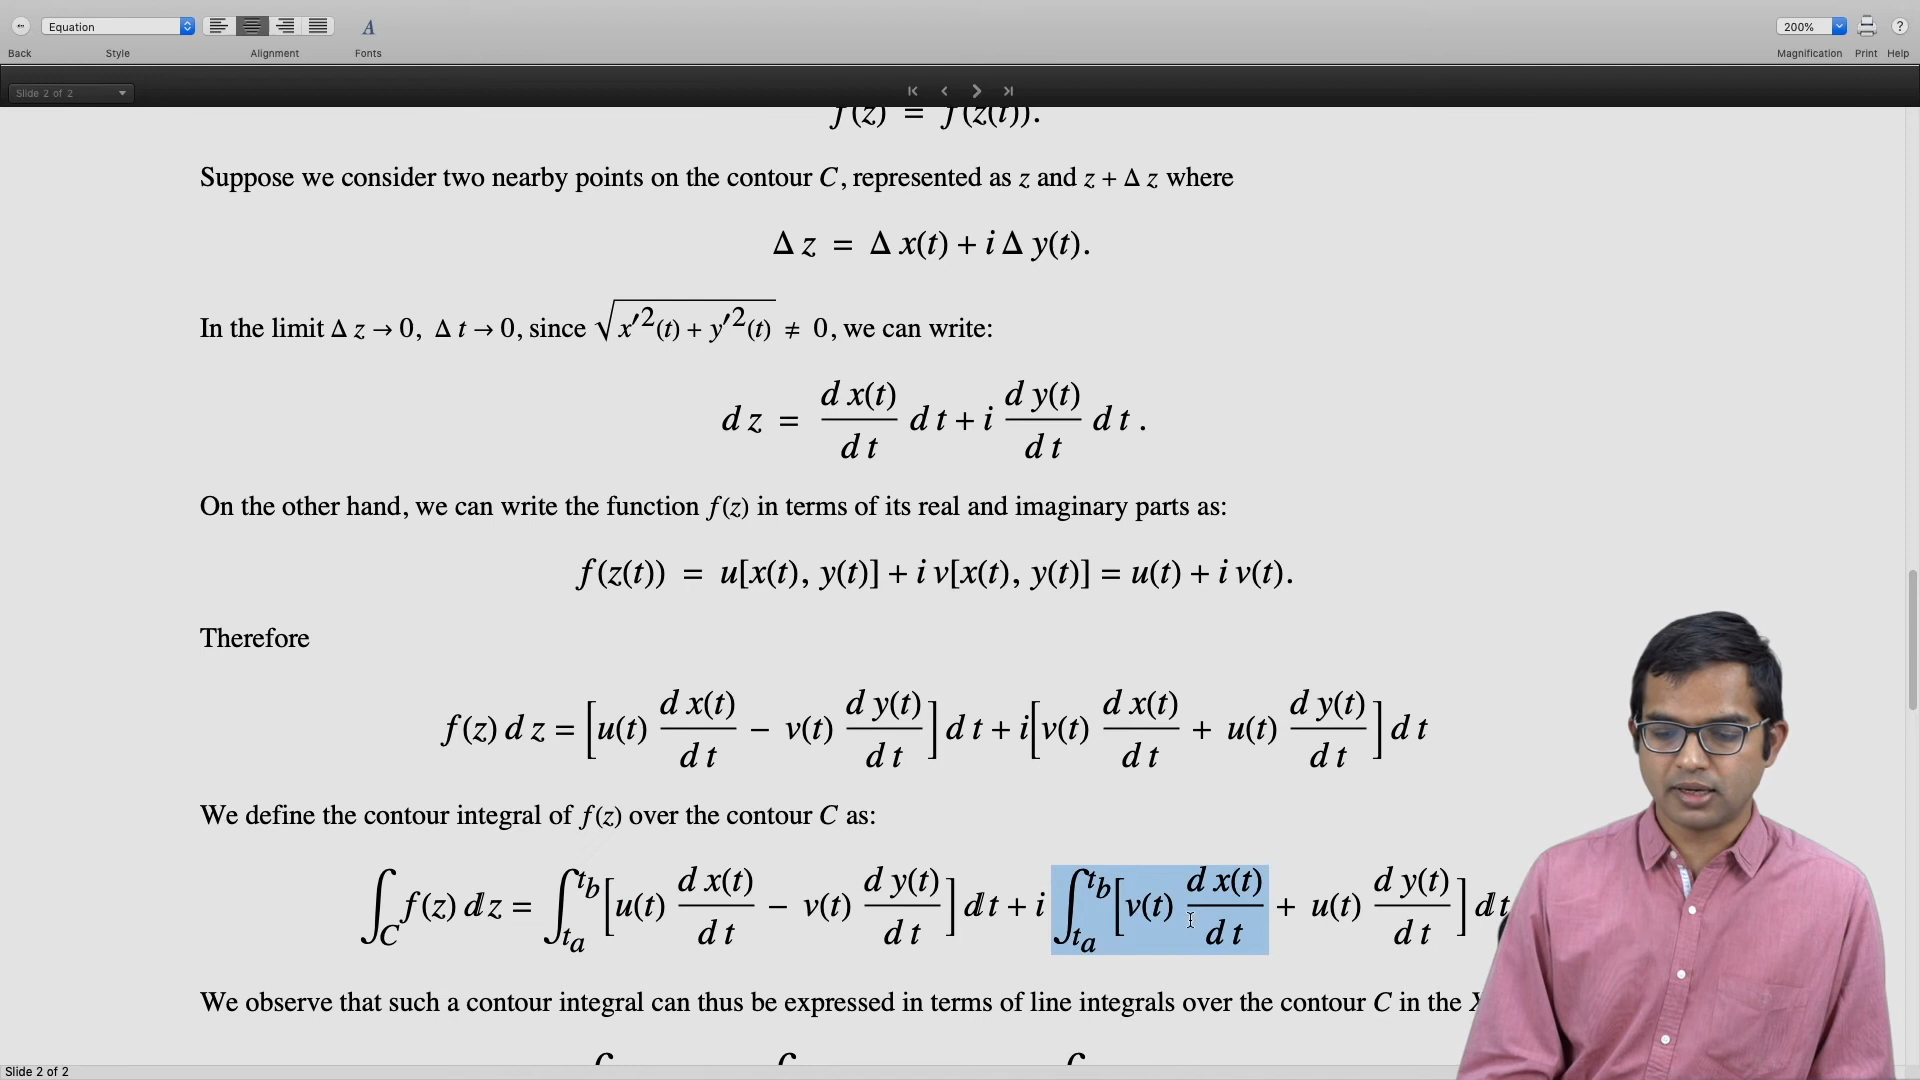 Equation
200%
Back Style Alignment Fonts Magnification Print Help
Slide 2 of 2
f(z) = f(z(t)).
Suppose we consider two nearby points on the contour C, represented as z and z + Δ z where
Δ z = Δ x(t) + i Δ y(t).
In the limit Δ z → 0, Δ t → 0, since √(x′²(t) + y′²(t)) ≠ 0, we can write:
d z = d x(t)/d t d t + i d y(t)/d t d t .
On the other hand, we can write the function f(z) in terms of its real and imaginary parts as:
f(z(t)) = u[x(t), y(t)] + i v[x(t), y(t)] = u(t) + i v(t).
Therefore
f(z) d z = [u(t) d x(t)/d t − v(t) d y(t)/d t] d t + i[v(t) d x(t)/d t + u(t) d y(t)/d t] d t
We define the contour integral of f(z) over the contour C as:
∫_C f(z) ⅆz = ∫_{t_a}^{t_b} [u(t) d x(t)/d t − v(t) d y(t)/d t] ⅆt + i ∫_{t_a}^{t_b} [v(t) d x(t)/d t + u(t) d y(t)/d t] ⅆt
We observe that such a contour integral can thus be expressed in terms of line integrals over the contour C in the
Slide 2 of 2